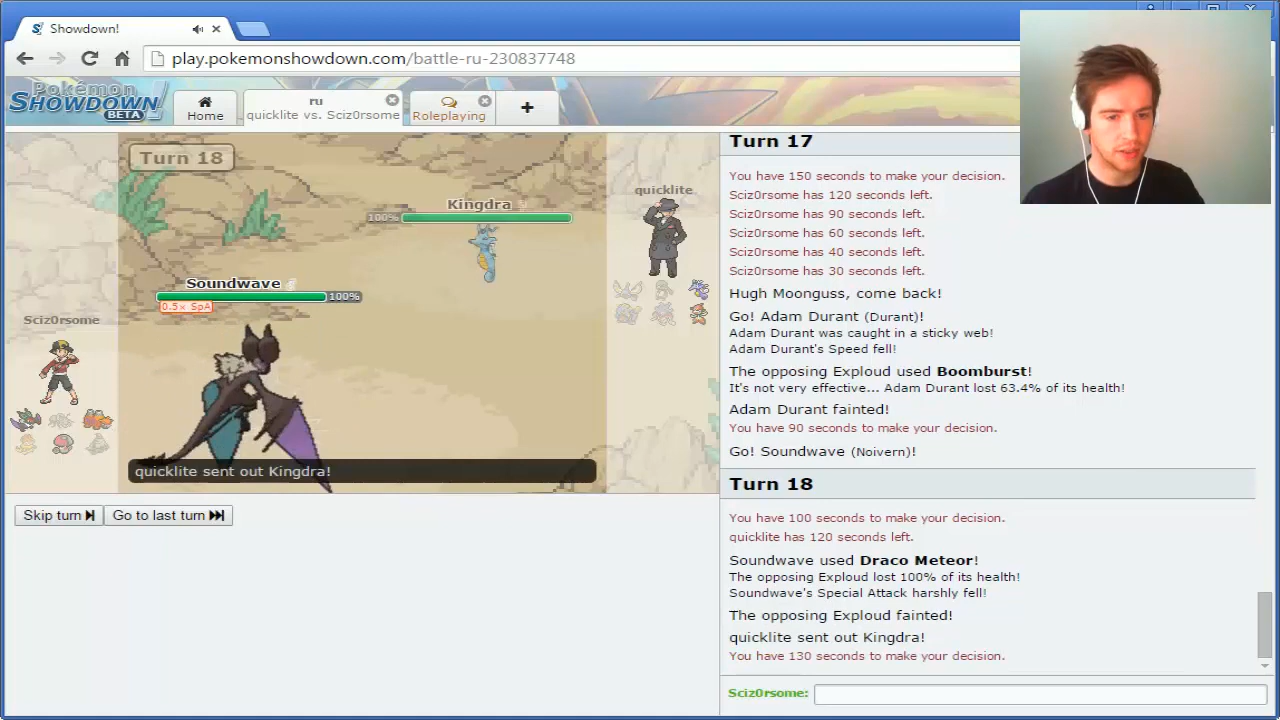 Showdown!
play.pokemonshowdown.com/battle-ru-230837748
Pokémon
SHOWDOWN!
BETA
Home
ru
quicklite vs. Sciz0rsome
Roleplaying
+
Turn 18
Kingdra
100%
quicklite
Soundwave
100%
0.5× SpA
Sciz0rsome
quicklite sent out Kingdra!
Skip turn
Go to last turn
Turn 17
You have 150 seconds to make your decision.
Sciz0rsome has 120 seconds left.
Sciz0rsome has 90 seconds left.
Sciz0rsome has 60 seconds left.
Sciz0rsome has 40 seconds left.
Sciz0rsome has 30 seconds left.
Hugh Moonguss, come back!
Go! Adam Durant (Durant)!
Adam Durant was caught in a sticky web!
Adam Durant's Speed fell!
The opposing Exploud used Boomburst!
It's not very effective... Adam Durant lost 63.4% of its health!
Adam Durant fainted!
You have 90 seconds to make your decision.
Go! Soundwave (Noivern)!
Turn 18
You have 100 seconds to make your decision.
quicklite has 120 seconds left.
Soundwave used Draco Meteor!
The opposing Exploud lost 100% of its health!
Soundwave's Special Attack harshly fell!
The opposing Exploud fainted!
quicklite sent out Kingdra!
You have 130 seconds to make your decision.
Sciz0rsome: